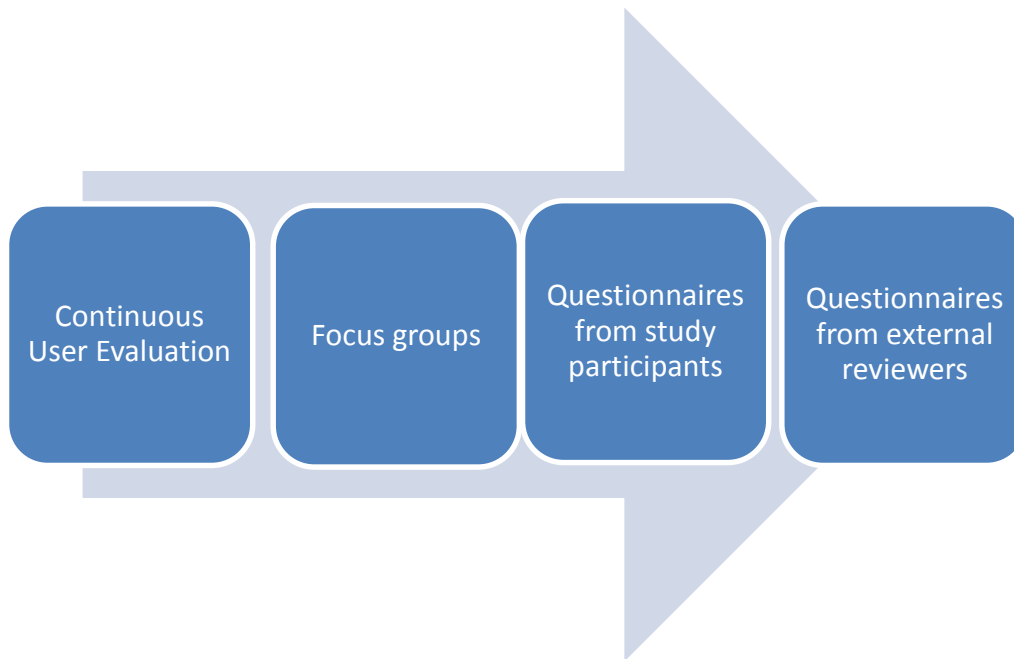 Continuous
User Evaluation
Focus groups
Questionnaires
from study
participants
Questionnaires
from external
reviewers